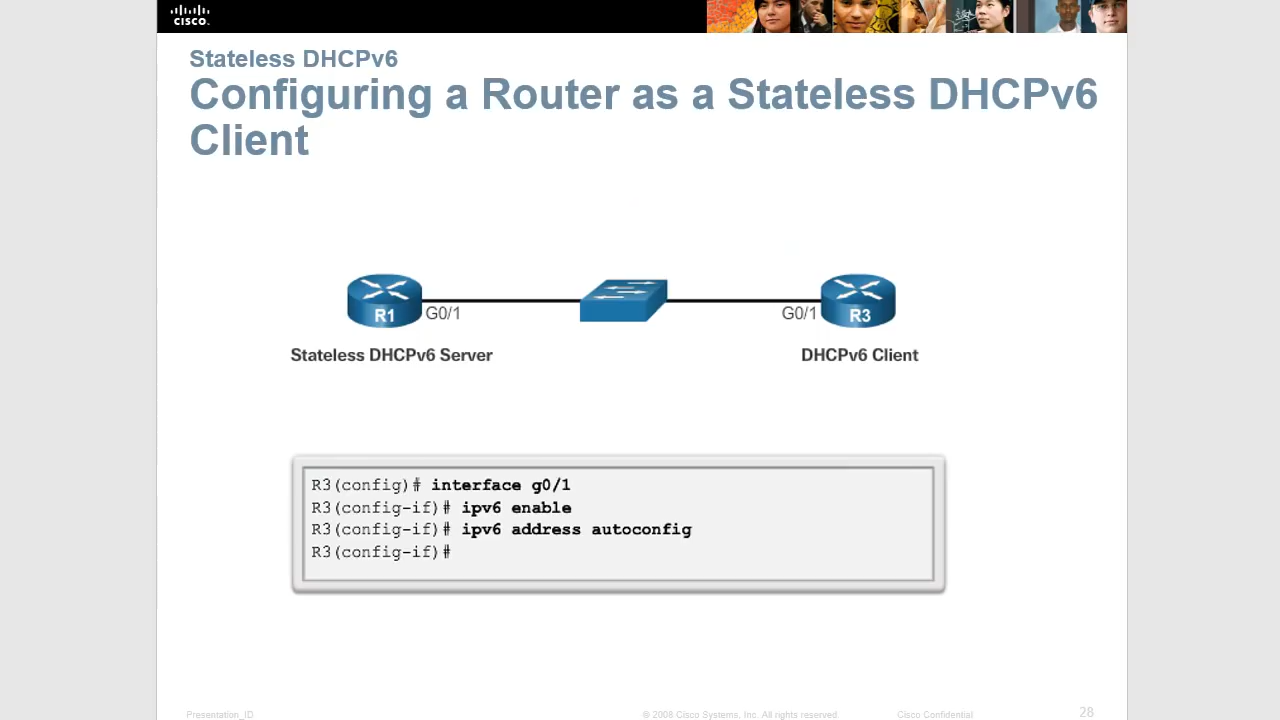 CISCO.
Stateless DHCPv6
Configuring a Router as a Stateless DHCPv6
Client
R1
G0/1
G0/1
R3
Stateless DHCPv6 Server
DHCPv6 Client
R3(config)# interface g0/1
R3(config-if)# ipv6 enable
R3(config-if)# ipv6 address autoconfig
R3(config-if)#
Presentation_ID
© 2008 Cisco Systems, Inc. All rights reserved.
Cisco Confidential
28